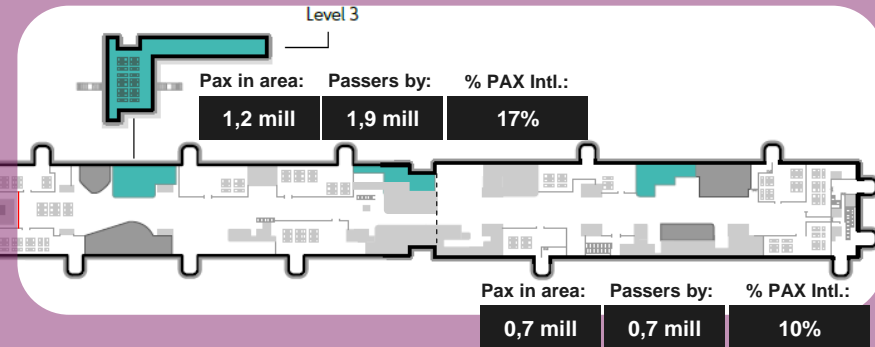 Level 3
Pax in area: Passers by: % PAX Intl.:
1,2 mill 1,9 mill 17%
Pax in area: Passers by: % PAX Intl.:
0,7 mill 0,7 mill 10%